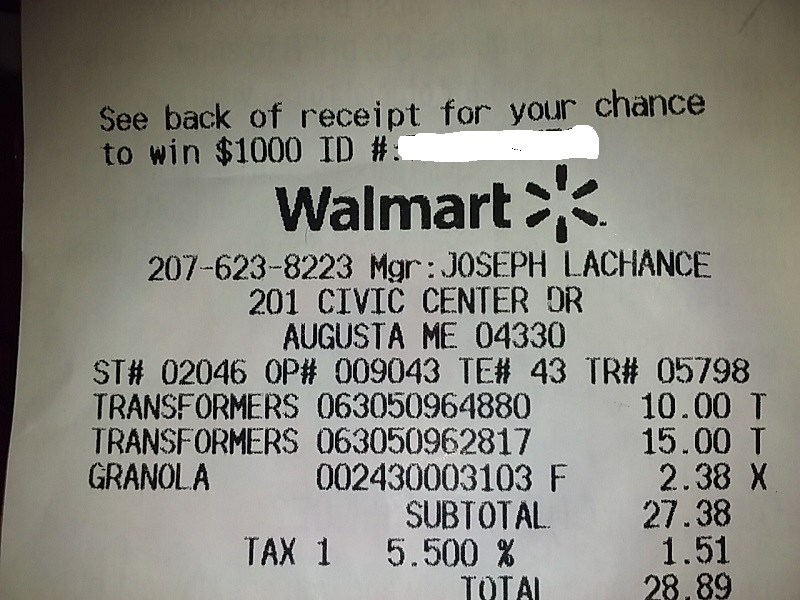 See back of receipt for your chance
to win $1000 ID #:
Walmart
207-623-8223 Mgr:JOSEPH LACHANCE
201 CIVIC CENTER DR
AUGUSTA ME 04330
ST# 02046 OP# 009043 TE# 43 TR# 05798
TRANSFORMERS 063050964880 10.00 T
TRANSFORMERS 063050962817 15.00 T
GRANOLA 002430003103 F 2.38 X
SUBTOTAL 27.38
TAX 1 5.500 % 1.51
TOTAL 28.89